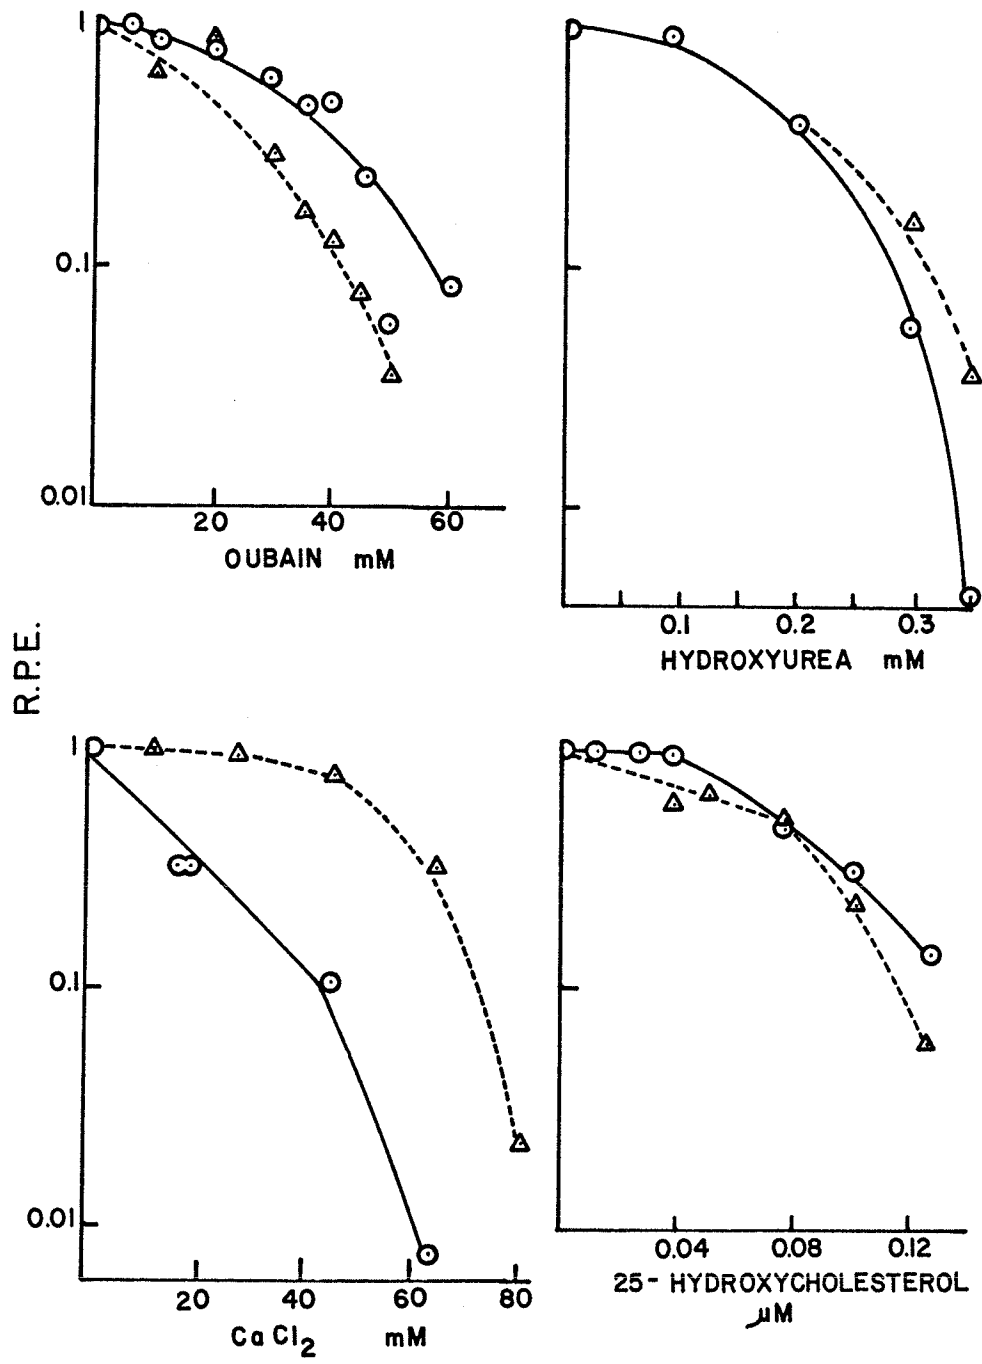 1
0.1
0.01
20 40 60
OUBAIN mM
0.1 0.2 0.3
HYDROXYUREA mM
R.P.E.
1
0.1
0.01
20 40 60 80
CaCl2 mM
0.04 0.08 0.12
25- HYDROXYCHOLESTEROL
µM